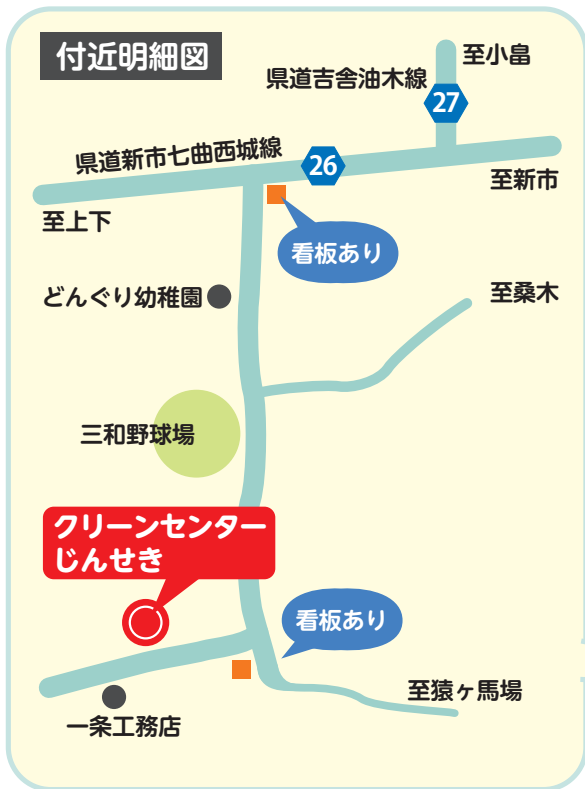 付近明細図
至小畠
県道吉舎油木線
27
県道新市七曲西城線
26
至新市
至上下
看板あり
どんぐり幼稚園
至桑木
三和野球場
クリーンセンター
じんせき
看板あり
至猿ヶ馬場
一条工務店